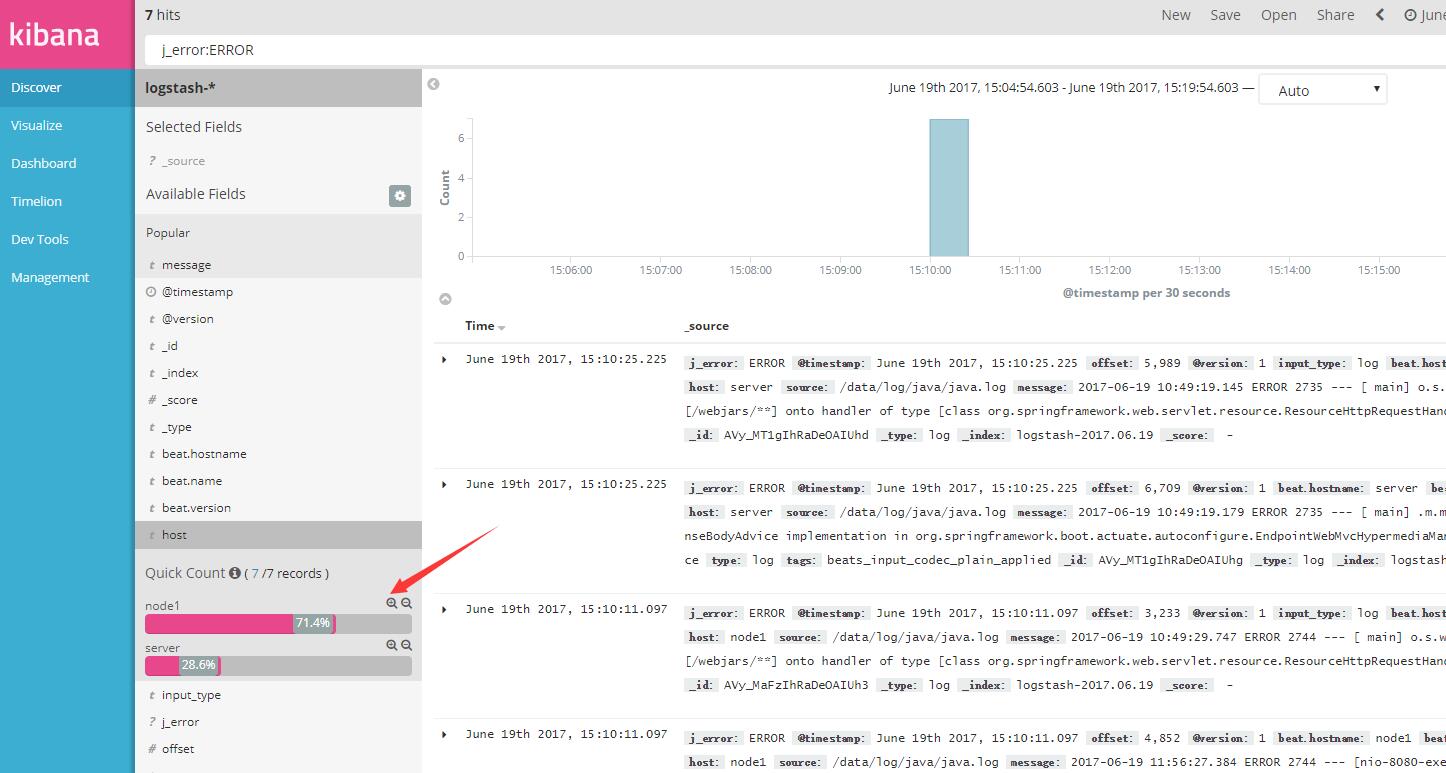 kibana
Discover
Visualize
Dashboard
Timelion
Dev Tools
Management
7 hits
New Save Open Share June
j_error:ERROR
logstash-*
Selected Fields
? _source
Available Fields
Popular
t message
@timestamp
t @version
t _id
t _index
# _score
t _type
t beat.hostname
t beat.name
t beat.version
t host
Quick Count ( 7 /7 records )
node1
71.4%
server
28.6%
t input_type
? j_error
# offset
June 19th 2017, 15:04:54.603 - June 19th 2017, 15:19:54.603 — Auto
Count
6
4
2
0
15:06:00 15:07:00 15:08:00 15:09:00 15:10:00 15:11:00 15:12:00 15:13:00 15:14:00 15:15:00
@timestamp per 30 seconds
Time _source
June 19th 2017, 15:10:25.225 j_error: ERROR @timestamp: June 19th 2017, 15:10:25.225 offset: 5,989 @version: 1 input_type: log beat.host
host: server source: /data/log/java/java.log message: 2017-06-19 10:49:19.145 ERROR 2735 --- [ main] o.s.
[/webjars/**] onto handler of type [class org.springframework.web.servlet.resource.ResourceHttpRequestHan
_id: AVy_MT1gIhRaDeOAIUhd _type: log _index: logstash-2017.06.19 _score: -
June 19th 2017, 15:10:25.225 j_error: ERROR @timestamp: June 19th 2017, 15:10:25.225 offset: 6,709 @version: 1 beat.hostname: server be
host: server source: /data/log/java/java.log message: 2017-06-19 10:49:19.179 ERROR 2735 --- [ main] .m.m
nseBodyAdvice implementation in org.springframework.boot.actuate.autoconfigure.EndpointWebMvcHypermediaMa
ce type: log tags: beats_input_codec_plain_applied _id: AVy_MT1gIhRaDeOAIUhg _type: log _index: logstash
June 19th 2017, 15:10:11.097 j_error: ERROR @timestamp: June 19th 2017, 15:10:11.097 offset: 3,233 @version: 1 input_type: log beat.host
host: node1 source: /data/log/java/java.log message: 2017-06-19 10:49:29.747 ERROR 2744 --- [ main] o.s.w
[/webjars/**] onto handler of type [class org.springframework.web.servlet.resource.ResourceHttpRequestHan
_id: AVy_MaFzIhRaDeOAIUh3 _type: log _index: logstash-2017.06.19 _score: -
June 19th 2017, 15:10:11.097 j_error: ERROR @timestamp: June 19th 2017, 15:10:11.097 offset: 4,852 @version: 1 beat.hostname: node1 beat
host: node1 source: /data/log/java/java.log message: 2017-06-19 11:56:27.384 ERROR 2744 --- [nio-8080-exe